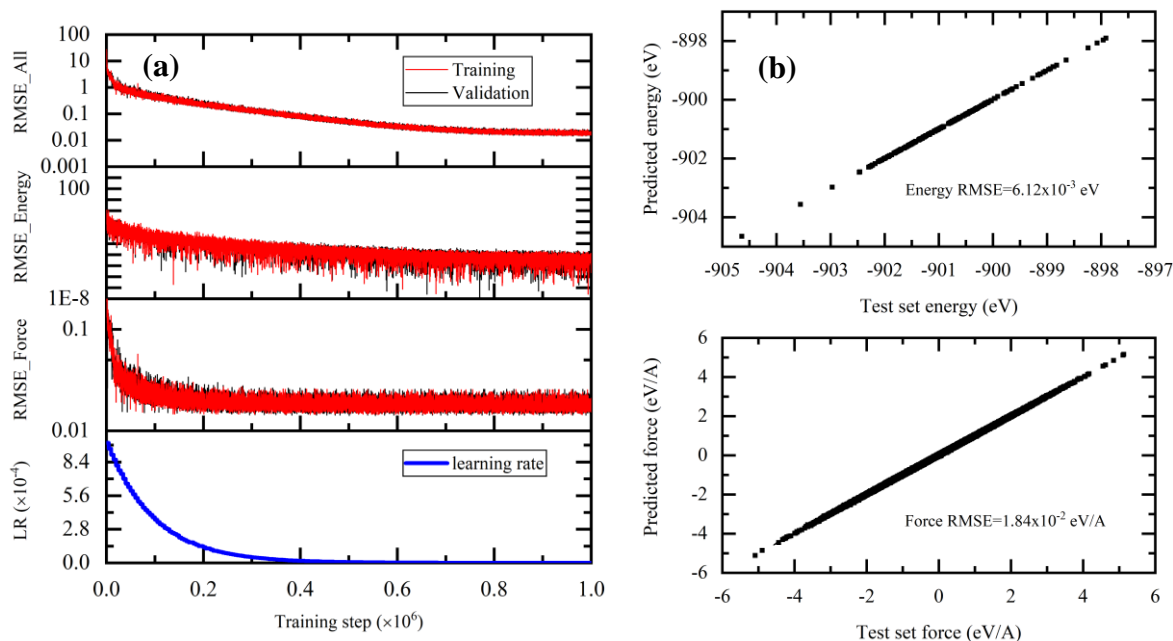 (a)
RMSE_All
100
10
1
0.1
0.01
0.001
Training
Validation
RMSE_Energy
100
1E-8
RMSE_Force
0.1
0.01
LR (×10⁻⁴)
8.4
5.6
2.8
0.0
learning rate
0.0 0.2 0.4 0.6 0.8 1.0
Training step (×10⁶)
(b)
Predicted energy (eV)
-898
-900
-902
-904
Energy RMSE=6.12x10⁻³ eV
-905 -904 -903 -902 -901 -900 -899 -898 -897
Test set energy (eV)
Predicted force (eV/A)
6
4
2
0
-2
-4
-6
Force RMSE=1.84x10⁻² eV/A
-6 -4 -2 0 2 4 6
Test set force (eV/A)